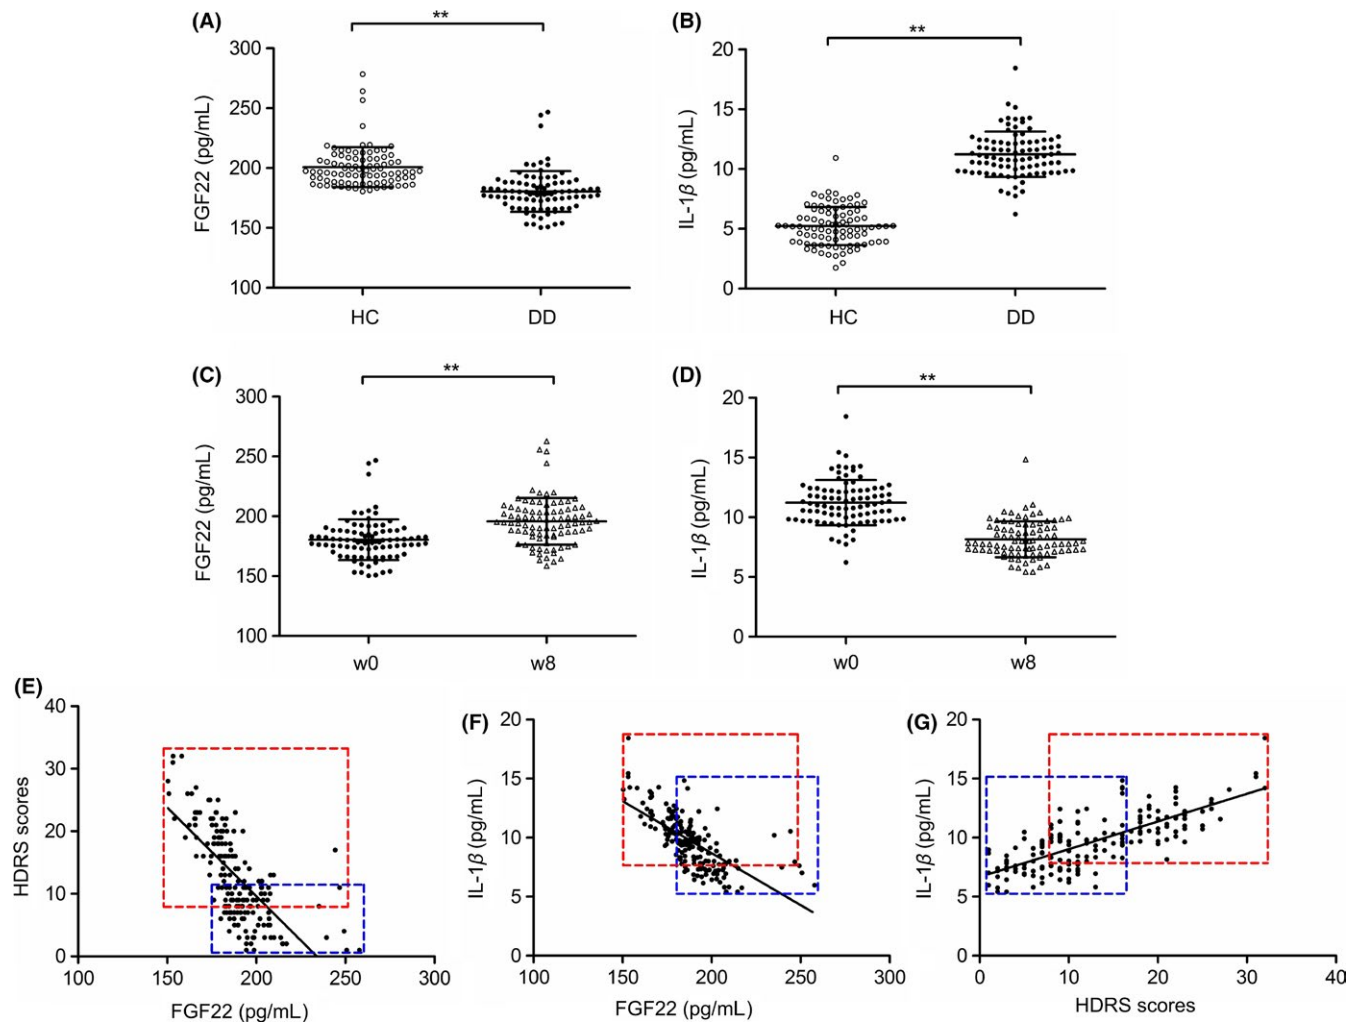 (A)
**
FGF22 (pg/mL)
300
250
200
150
100
HC
DD
(B)
**
IL-1β (pg/mL)
20
15
10
5
0
HC
DD
(C)
**
FGF22 (pg/mL)
300
250
200
150
100
w0
w8
(D)
**
IL-1β (pg/mL)
20
15
10
5
0
w0
w8
(E)
HDRS scores
40
30
20
10
0
100
150
200
250
300
FGF22 (pg/mL)
(F)
IL-1β (pg/mL)
20
15
10
5
0
100
150
200
250
300
FGF22 (pg/mL)
(G)
IL-1β (pg/mL)
20
15
10
5
0
0
10
20
30
40
HDRS scores